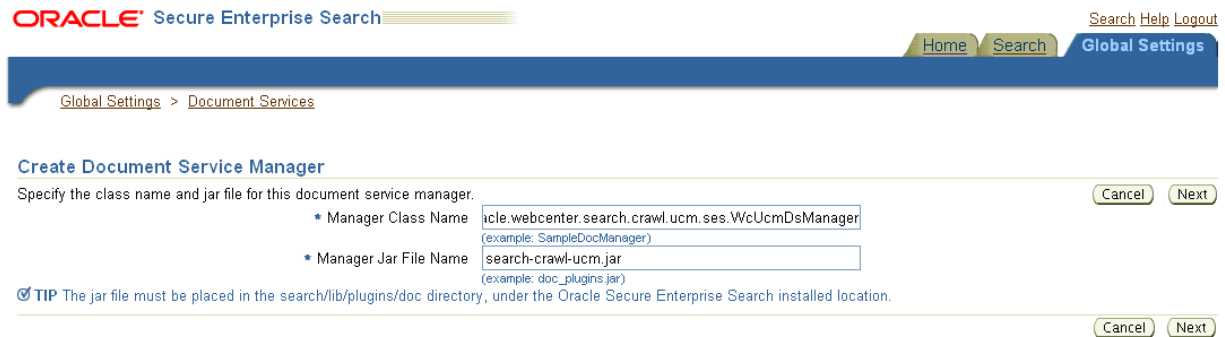 ORACLE Secure Enterprise Search
Search Help Logout
Home Search Global Settings
Global Settings > Document Services
Create Document Service Manager
Specify the class name and jar file for this document service manager.
Cancel Next
* Manager Class Name acle.webcenter.search.crawl.ucm.ses.WcUcmDsManager
(example: SampleDocManager)
* Manager Jar File Name search-crawl-ucm.jar
(example: doc_plugins.jar)
TIP The jar file must be placed in the search/lib/plugins/doc directory, under the Oracle Secure Enterprise Search installed location.
Cancel Next